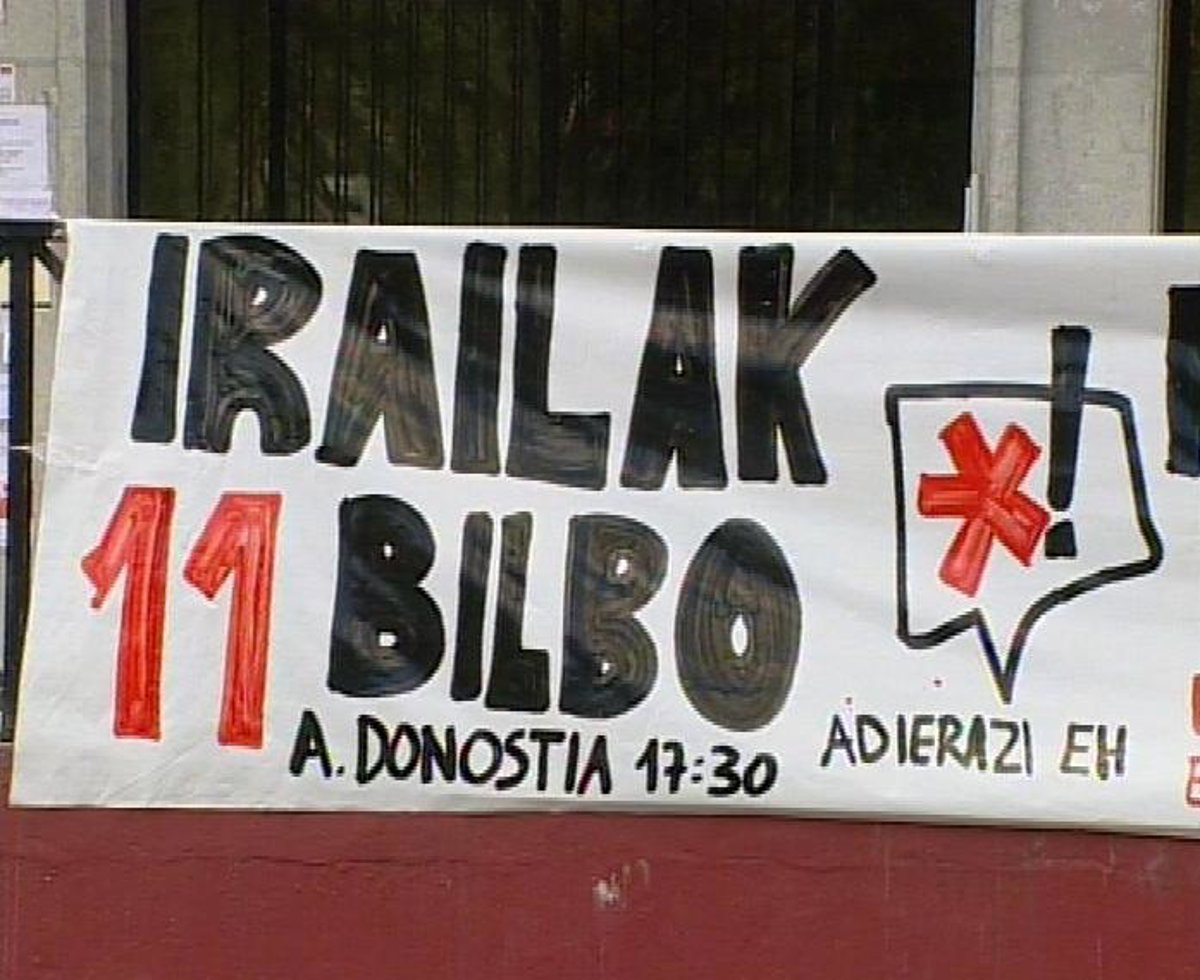 IRAILAK
11 BILBO
A. DONOSTIA 17:30
*!
ADIERAZI EH